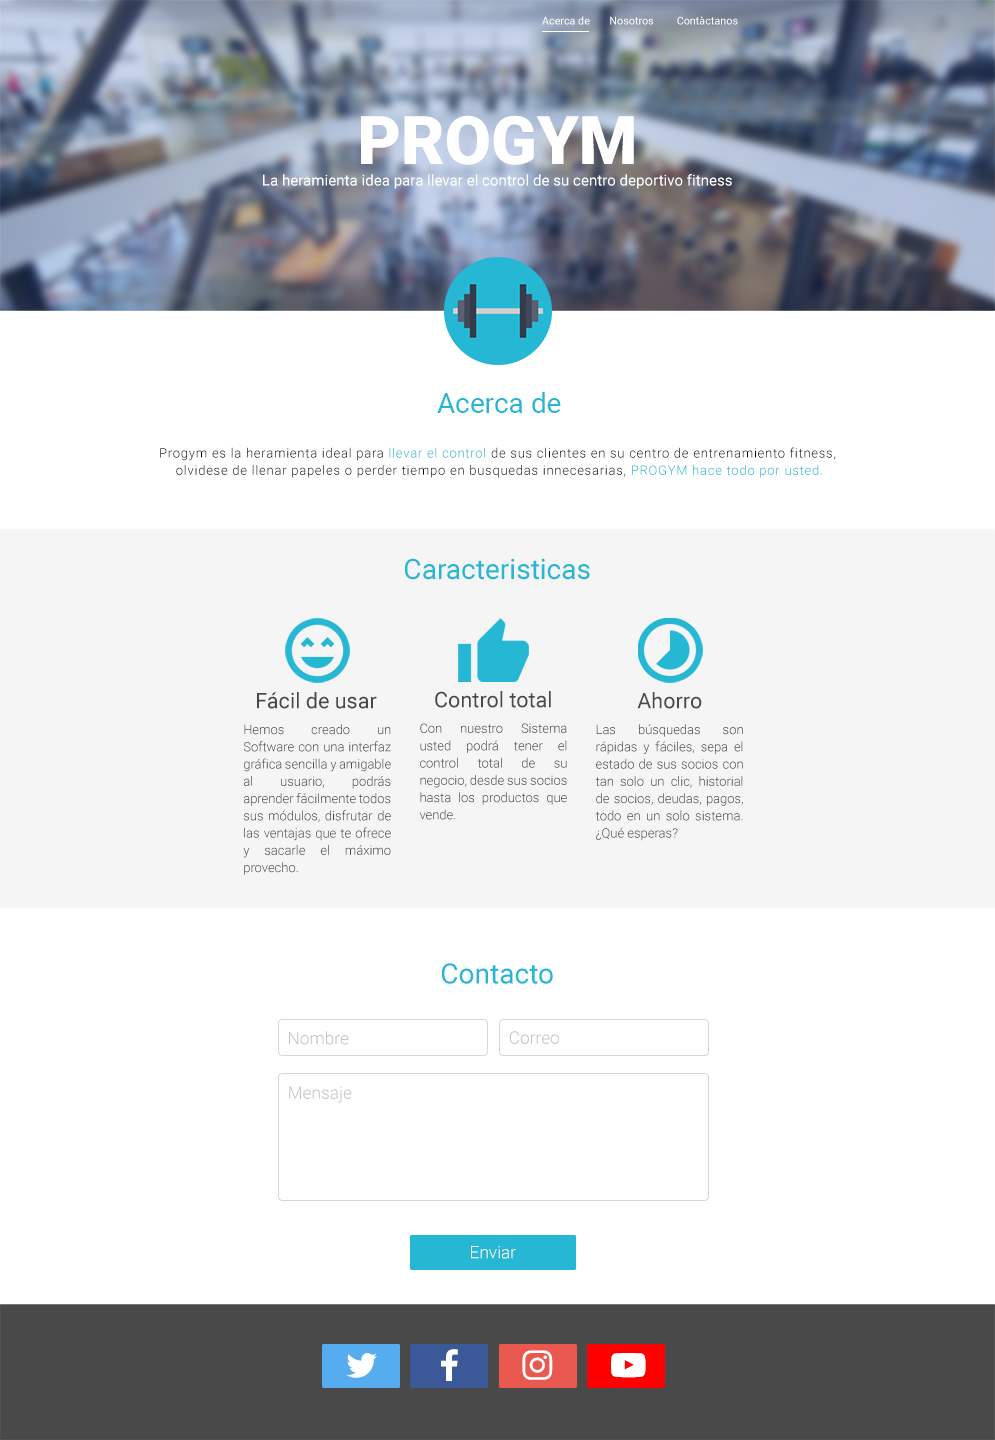 Acerca de Nosotros Contàctanos
PROGYM
La heramienta idea para llevar el control de su centro deportivo fitness
Acerca de
Progym es la heramienta ideal para llevar el control de sus clientes en su centro de entrenamiento fitness,
olvidese de llenar papeles o perder tiempo en busquedas innecesarias, PROGYM hace todo por usted.
Caracteristicas
Fácil de usar
Hemos creado un
Software con una interfaz
gráfica sencilla y amigable
al usuario, podrás
aprender fácilmente todos
sus módulos, disfrutar de
las ventajas que te ofrece
y sacarle el máximo
provecho.
Control total
Con nuestro Sistema
usted podrá tener el
control total de su
negocio, desde sus socios
hasta los productos que
vende.
Ahorro
Las búsquedas son
rápidas y fáciles, sepa el
estado de sus socios con
tan solo un clic, historial
de socios, deudas, pagos,
todo en un solo sistema.
¿Qué esperas?
Contacto
Nombre
Correo
Mensaje
Enviar